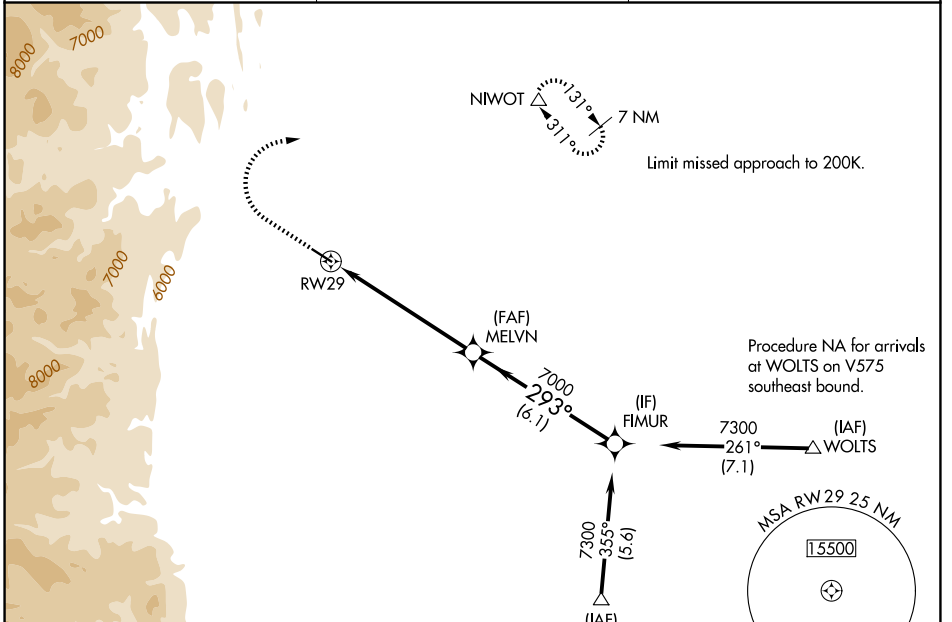 8000
7000
NIWOT
131°
311°
7 NM
Limit missed approach to 200K.
RW29
7000
6000
8000
(FAF)
MELVN
7000
293°
(6.1)
(IF)
FIMUR
Procedure NA for arrivals
at WOLTS on V575
southeast bound.
7300
261°
(7.1)
(IAF)
WOLTS
7300
355°
(5.6)
(IAF)
MSA RW29 25 NM
15500